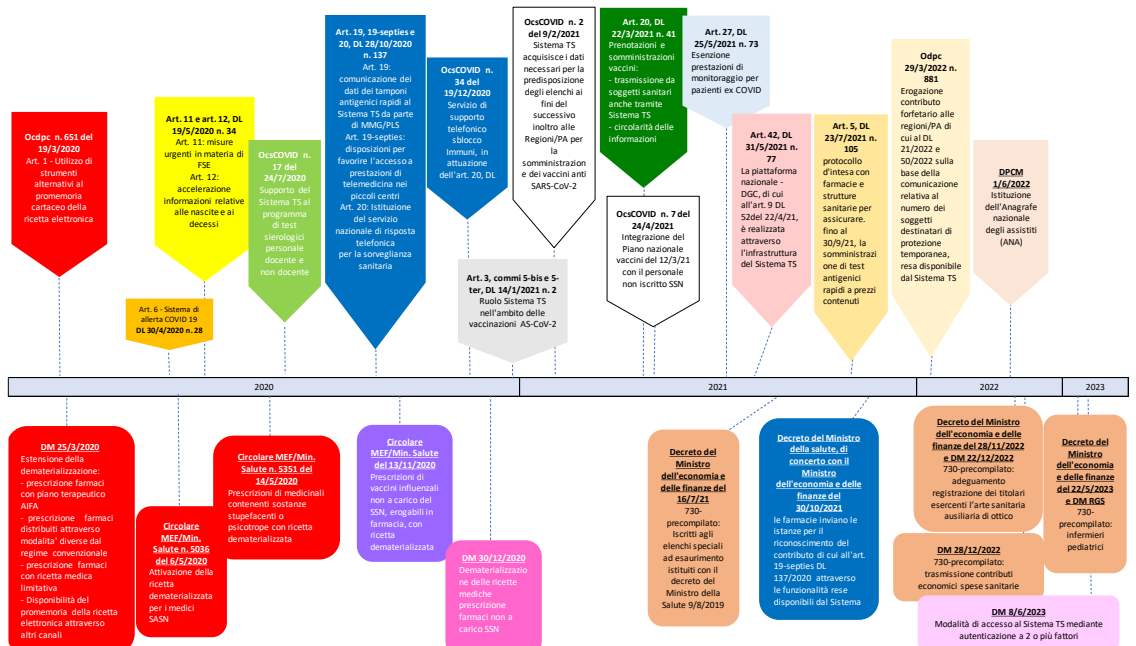 Ocdpc n. 651 del
19/3/2020
Art. 1 - Utilizzo di
strumenti
alternativi al
promemoria
cartaceo della
ricetta elettronica
Art. 11 e art. 12, DL
19/5/2020 n. 34
Art. 11: misure
urgenti in materia di
FSE
Art. 12:
accelerazione
informazioni relative
alle nascite e ai
decessi
Art. 6 - Sistema di
allerta COVID 19
DL 30/4/2020 n. 28
OcsCOVID n.
17 del
24/7/2020
Supporto del
Sistema TS al
programma
di test
sierologici
personale
docente e
non docente
Art. 19, 19-septies e
20, DL 28/10/2020
n. 137
Art. 19:
comunicazione dei
dati dei tamponi
antigenici rapidi al
Sistema TS da parte
di MMG/PLS
Art. 19-septies:
disposizioni per
favorire l'accesso a
prestazioni di
telemedicina nei
piccoli centri
Art. 20: Istituzione del
servizio
nazionale di risposta
telefonica
per la sorveglianza
sanitaria
OcsCOVID n.
34 del
19/12/2020
Servizio di
supporto
telefonico
sblocco
Immuni, in
attuazione
dell'art. 20, DL
Art. 3, commi 5-bis e 5-
ter, DL 14/1/2021 n. 2
Ruolo Sistema TS
nell'ambito delle
vaccinazioni AS-CoV-2
OcsCOVID n. 2
del 9/2/2021
Sistema TS
acquisisce i dati
necessari per la
predisposizione
degli elenchi ai
fini del
successivo
inoltro alle
Regioni/PA per
la
somministrazion
e dei vaccini anti
SARS-CoV-2
Art. 20, DL
22/3/2021 n. 41
Prenotazioni e
somministrazioni
vaccini:
- trasmissione da
soggetti sanitari
anche tramite
Sistema TS
- circolarità delle
informazioni
OcsCOVID n. 7 del
24/4/2021
Integrazione del
Piano nazionale
vaccini del 12/3/21
con il personale
non iscritto SSN
Art. 27, DL
25/5/2021 n. 73
Esenzione
prestazioni di
monitoraggio per
pazienti ex COVID
Art. 42, DL
31/5/2021 n.
77
La piattaforma
nazionale -
DGC, di cui
all'art. 9 DL
52del 22/4/21,
è realizzata
attraverso
l'infrastruttura
del Sistema TS
Art. 5, DL
23/7/2021 n.
105
protocollo
d'intesa con
farmacie e
strutture
sanitarie per
assicurare. fino
al 30/9/21, la
somministrazi
one di test
antigenici
rapidi a prezzi
contenuti
Odpc
29/3/2022 n.
881
Erogazione
contributo
forfetario alle
regioni/PA di
cui al DL
21/2022 e
50/2022 sulla
base della
comunicazione
relativa al
numero dei
soggetti
destinatari di
protezione
temporanea,
resa disponibile
dal Sistema TS
DPCM
1/6/2022
Istituzione
dell'Anagrafe
nazionale
degli assistiti
(ANA)
2020
2021
2022
2023
DM 25/3/2020
Estensione della
dematerializzazione:
- prescrizione farmaci
con piano terapeutico
AIFA
- prescrizione farmaci
distribuiti attraverso
modalita' diverse dal
regime convenzionale
- prescrizione farmaci
con ricetta medica
limitativa
- Disponibilità del
promemoria della ricetta
elettronica attraverso
altri canali
Circolare
MEF/Min.
Salute n. 5036
del 6/5/2020
Attivazione della
ricetta
dematerializzata
per i medici
SASN
Circolare MEF/Min.
Salute n. 5351 del
14/5/2020
Prescrizioni di medicinali
contenenti sostanze
stupefacenti o
psicotrope con ricetta
dematerializzata
Circolare
MEF/Min. Salute
del 13/11/2020
Prescrizioni di
vaccini influenzali
non a carico del
SSN, erogabili in
farmacia, con
ricetta
dematerializzata
DM 30/12/2020
Dematerializzazio
ne delle ricette
mediche
prescrizione
farmaci non a
carico SSN
Decreto del
Ministro
dell'economia e
delle finanze del
16/7/21
730-
precompilato:
Iscritti agli
elenchi speciali
ad esaurimento
istituiti con il
decreto del
Ministro della
Salute 9/8/2019
Decreto del Ministro
della salute, di
concerto con il
Ministro
dell'economia e delle
finanze del
30/10/2021
le farmacie inviano le
istanze per il
riconoscimento del
contributo di cui all'art.
19-septies DL
137/2020 attraverso
le funzionalità rese
disponibili dal Sistema
Decreto del Ministro
dell'economia e delle
finanze del 28/11/2022
e DM 22/12/2022
730-precompilato:
adeguamento
registrazione dei titolari
esercenti l'arte sanitaria
ausiliaria di ottico
DM 28/12/2022
730-precompilato:
trasmissione contributi
economici spese sanitarie
Decreto del
Ministro
dell'economia
e delle finanze
del 22/5/2023
e DM RGS
730-
precompilato:
infermieri
pediatrici
DM 8/6/2023
Modalità di accesso al Sistema TS mediante
autenticazione a 2 o più fattori